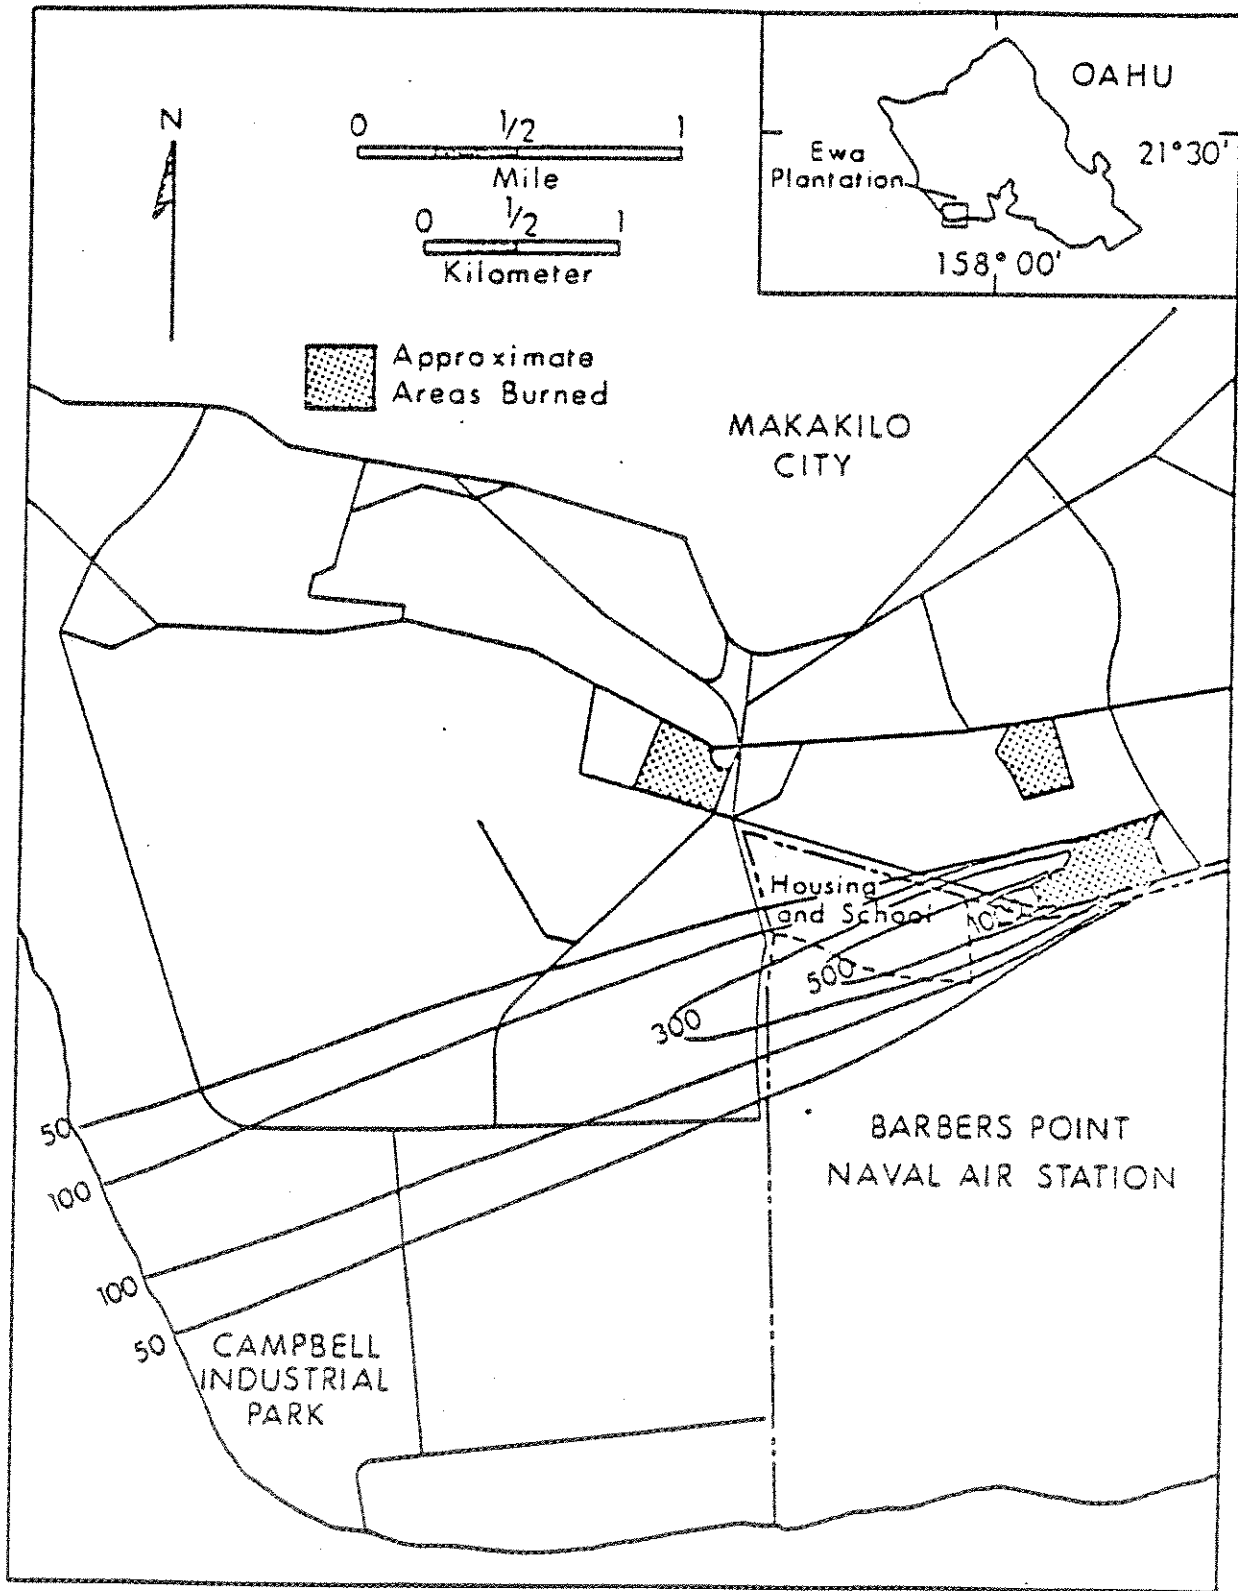 N
0 1/2 1
Mile
0 1/2 1
Kilometer
Approximate
Areas Burned
OAHU
Ewa
Plantation
21°30'
158°00'
MAKAKILO
CITY
Housing
and School
500
300
50
100
100
50
BARBERS POINT
NAVAL AIR STATION
CAMPBELL
INDUSTRIAL
PARK